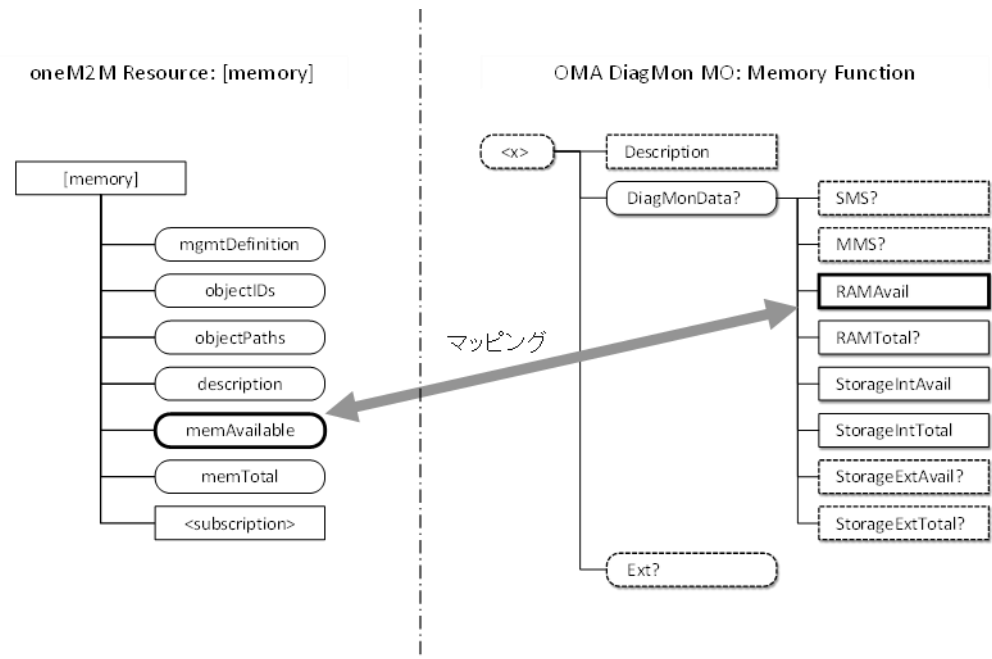 oneM2M Resource: [memory]
[memory]
mgmtDefinition
objectIDs
objectPaths
description
memAvailable
memTotal
<subscription>
マッピング
OMA DiagMon MO: Memory Function
<x>
Description
DiagMonData?
SMS?
MMS?
RAMAvail
RAMTotal?
StorageIntAvail
StorageIntTotal
StorageExtAvail?
StorageExtTotal?
Ext?